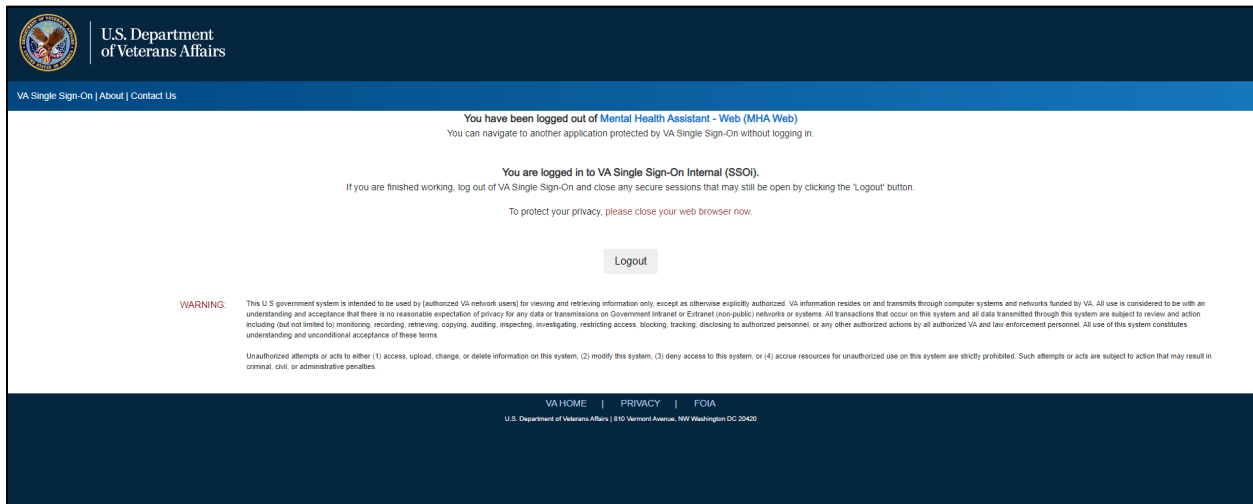 U.S. Department
of Veterans Affairs
VA Single Sign-On | About | Contact Us
You have been logged out of Mental Health Assistant - Web (MHA Web)
You can navigate to another application protected by VA Single Sign-On without logging in.
You are logged in to VA Single Sign-On Internal (SSOi).
If you are finished working, log out of VA Single Sign-On and close any secure sessions that may still be open by clicking the 'Logout' button.
To protect your privacy, please close your web browser now.
Logout
WARNING: This U.S government system is intended to be used by [authorized VA network users] for viewing and retrieving information only, except as otherwise explicitly authorized. VA information resides on and transmits through computer systems and networks funded by VA. All use is considered to be with an
understanding and acceptance that there is no reasonable expectation of privacy for any data or transmissions on Government Intranet or Extranet (non-public) networks or systems. All transactions that occur on this system and all data transmitted through this system are subject to review and action
including (but not limited to) monitoring, recording, retrieving, copying, auditing, inspecting, investigating, restricting access, blocking, tracking, disclosing to authorized personnel, or any other authorized actions by all authorized VA and law enforcement personnel. All use of this system constitutes
understanding and unconditional acceptance of these terms.
Unauthorized attempts or acts to either (1) access, upload, change, or delete information on this system, (2) modify this system, (3) deny access to this system, or (4) accrue resources for unauthorized use on this system are strictly prohibited. Such attempts or acts are subject to action that may result in
criminal, civil, or administrative penalties.
VA HOME | PRIVACY | FOIA
U.S. Department of Veterans Affairs | 810 Vermont Avenue, NW Washington DC 20420